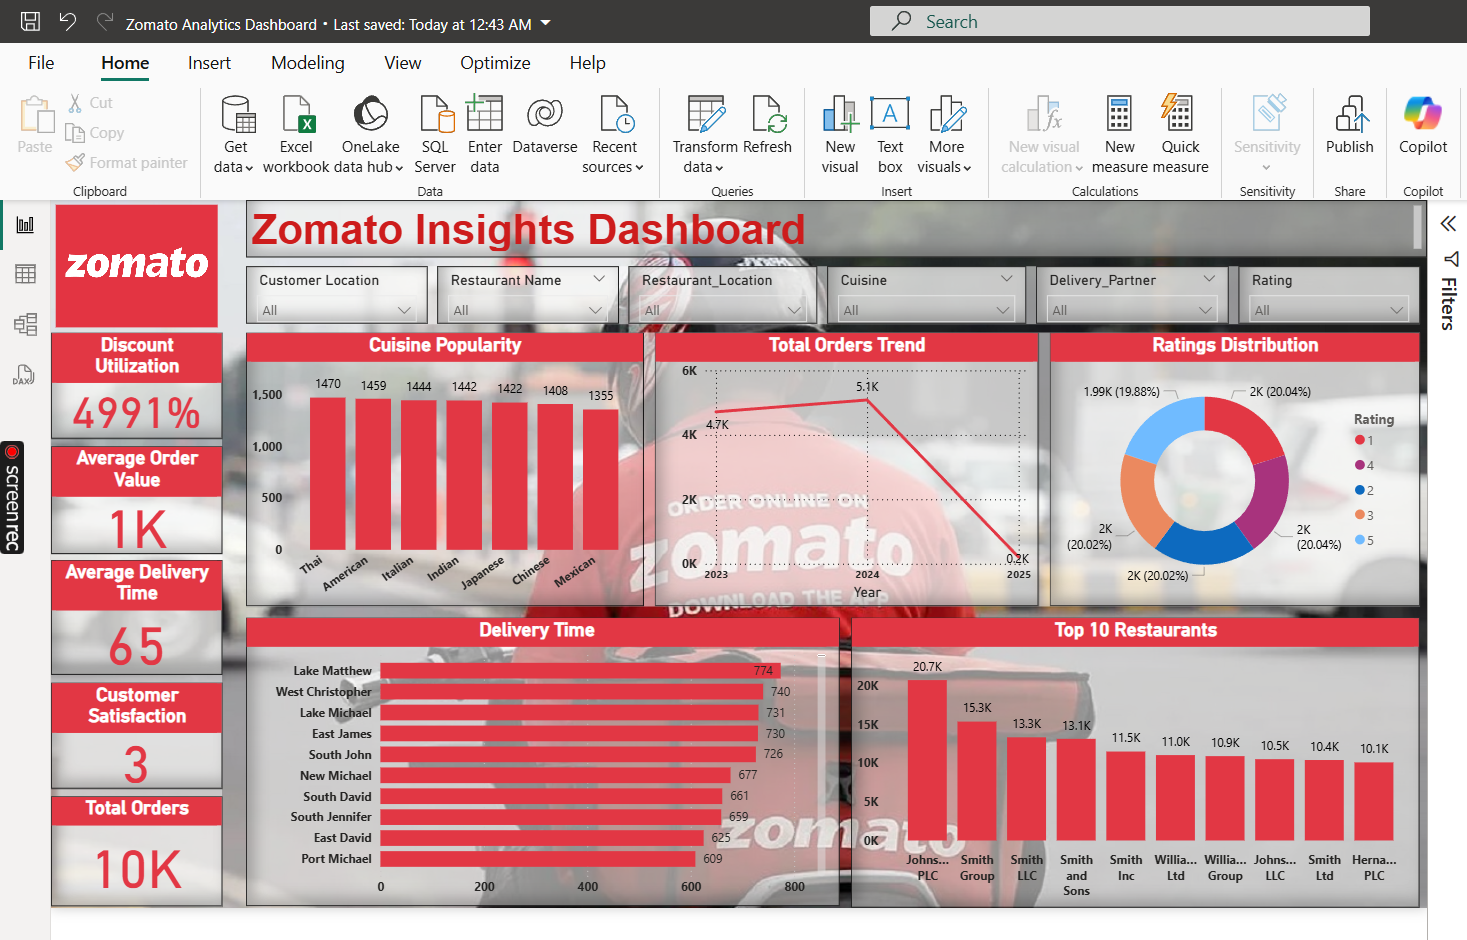 Zomato Analytics Dashboard • Last saved: Today at 12:43 AM
Search
File Home Insert Modeling View Optimize Help
Paste
Cut
Copy
Format painter
Clipboard
Get data
Excel workbook
OneLake data hub
SQL Server
Enter data
Dataverse
Recent sources
Data
Transform data
Refresh
Queries
New visual
Text box
More visuals
Insert
New visual calculation
New measure
Quick measure
Calculations
Sensitivity
Sensitivity
Publish
Share
Copilot
Copilot
zomato
Zomato Insights Dashboard
Filters
Customer Location
All
Restaurant Name
All
Restaurant_Location
All
Cuisine
All
Delivery_Partner
All
Rating
All
DAX
screenrec
Discount
Utilization
4991%
Average Order
Value
1K
Average Delivery
Time
65
Customer
Satisfaction
3
Total Orders
10K
Cuisine Popularity
1,500
1,000
500
0
1470 1459 1444 1442 1422 1408 1355
Thai American Italian Indian Japanese Chinese Mexican
Total Orders Trend
6K
4K
2K
0K
4.7K
5.1K
0.2K
2023 2024 2025
Year
ORDER ONLINE ON
zomato
DOWNLOAD THE APP
Ratings Distribution
1.99K (19.88%)
2K (20.04%)
2K
(20.02%)
2K
(20.04%)
2K (20.02%)
Rating
1
4
2
3
5
Delivery Time
Lake Matthew 774
West Christopher 740
Lake Michael 731
East James 730
South John 726
New Michael 677
South David 661
South Jennifer 659
East David 625
Port Michael 609
0 200 400 600 800
zomato
Top 10 Restaurants
20K
15K
10K
5K
0K
20.7K 15.3K 13.3K 13.1K 11.5K 11.0K 10.9K 10.5K 10.4K 10.1K
Johns... PLC
Smith Group
Smith LLC
Smith and Sons
Smith Inc
Willia... Ltd
Willia... Group
Johns... LLC
Smith Ltd
Herna... PLC